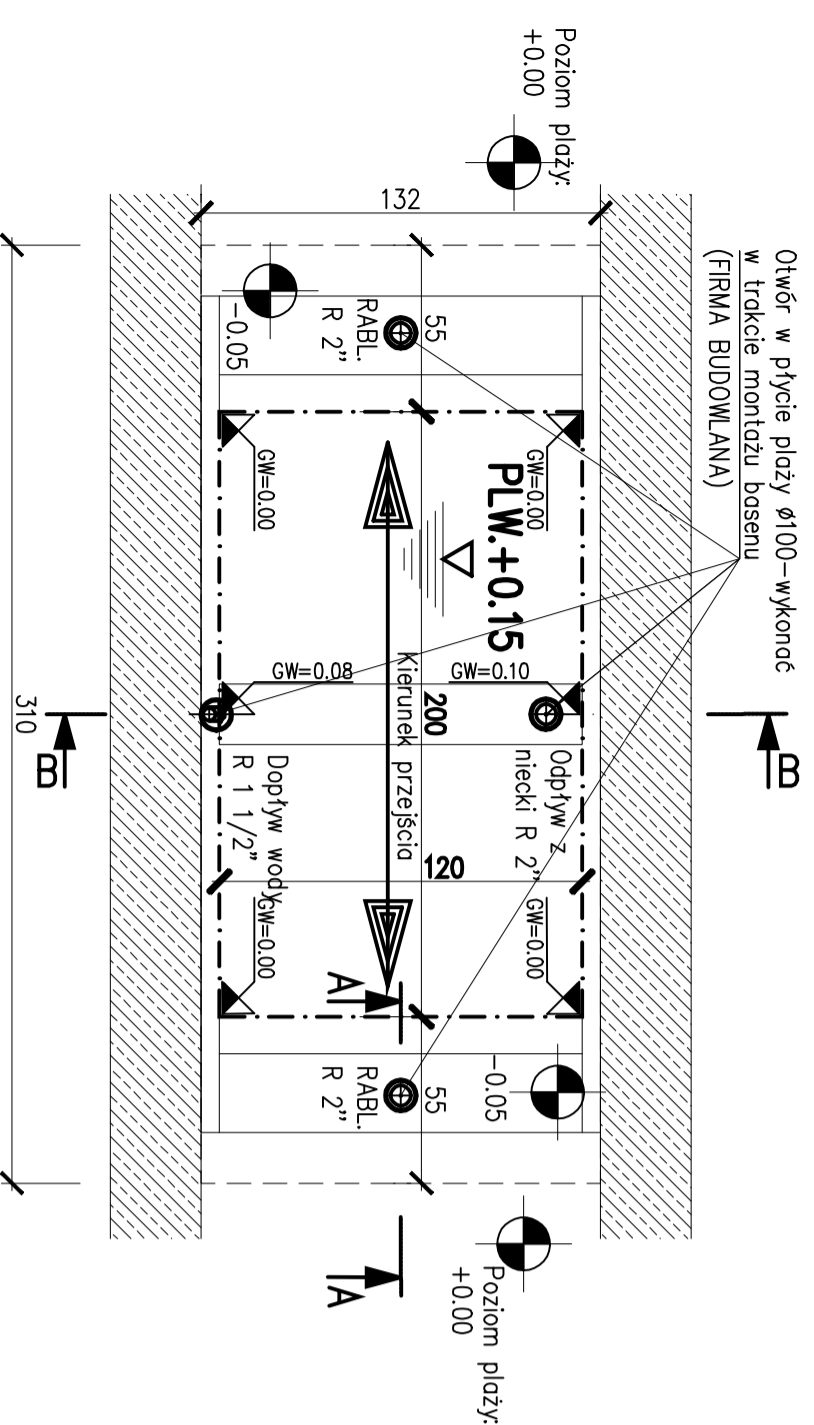 Otwór w płycie plaży ø100-wykonać
w trakcie montażu basenu
(FIRMA BUDOWLANA)
Poziom plaży:
+0.00
132
-0.05
RABL.
R 2"
55
GW=0.00
GW=0.00
PLW.+0.15
GW=0.08
GW=0.10
Kierunek przejścia
200
120
Odpływ z
niecki R 2"
Dopływ wody
R 1 1/2"
GW=0.00
GW=0.00
B
B
A
A
-0.05
55
RABL.
R 2"
Poziom plaży:
+0.00
310